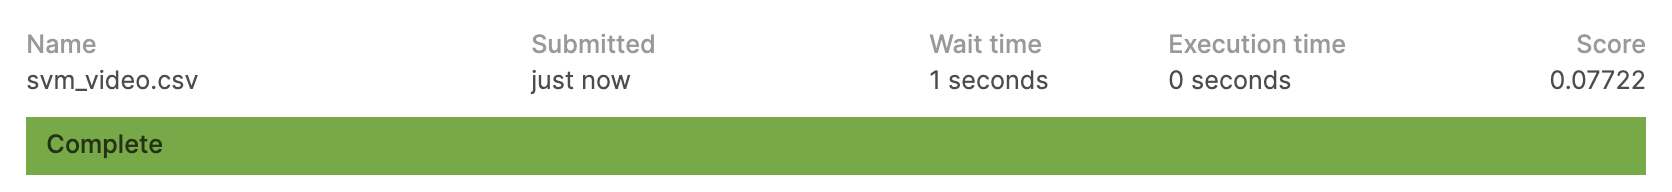 Name Submitted Wait time Execution time Score
svm_video.csv just now 1 seconds 0 seconds 0.07722
Complete